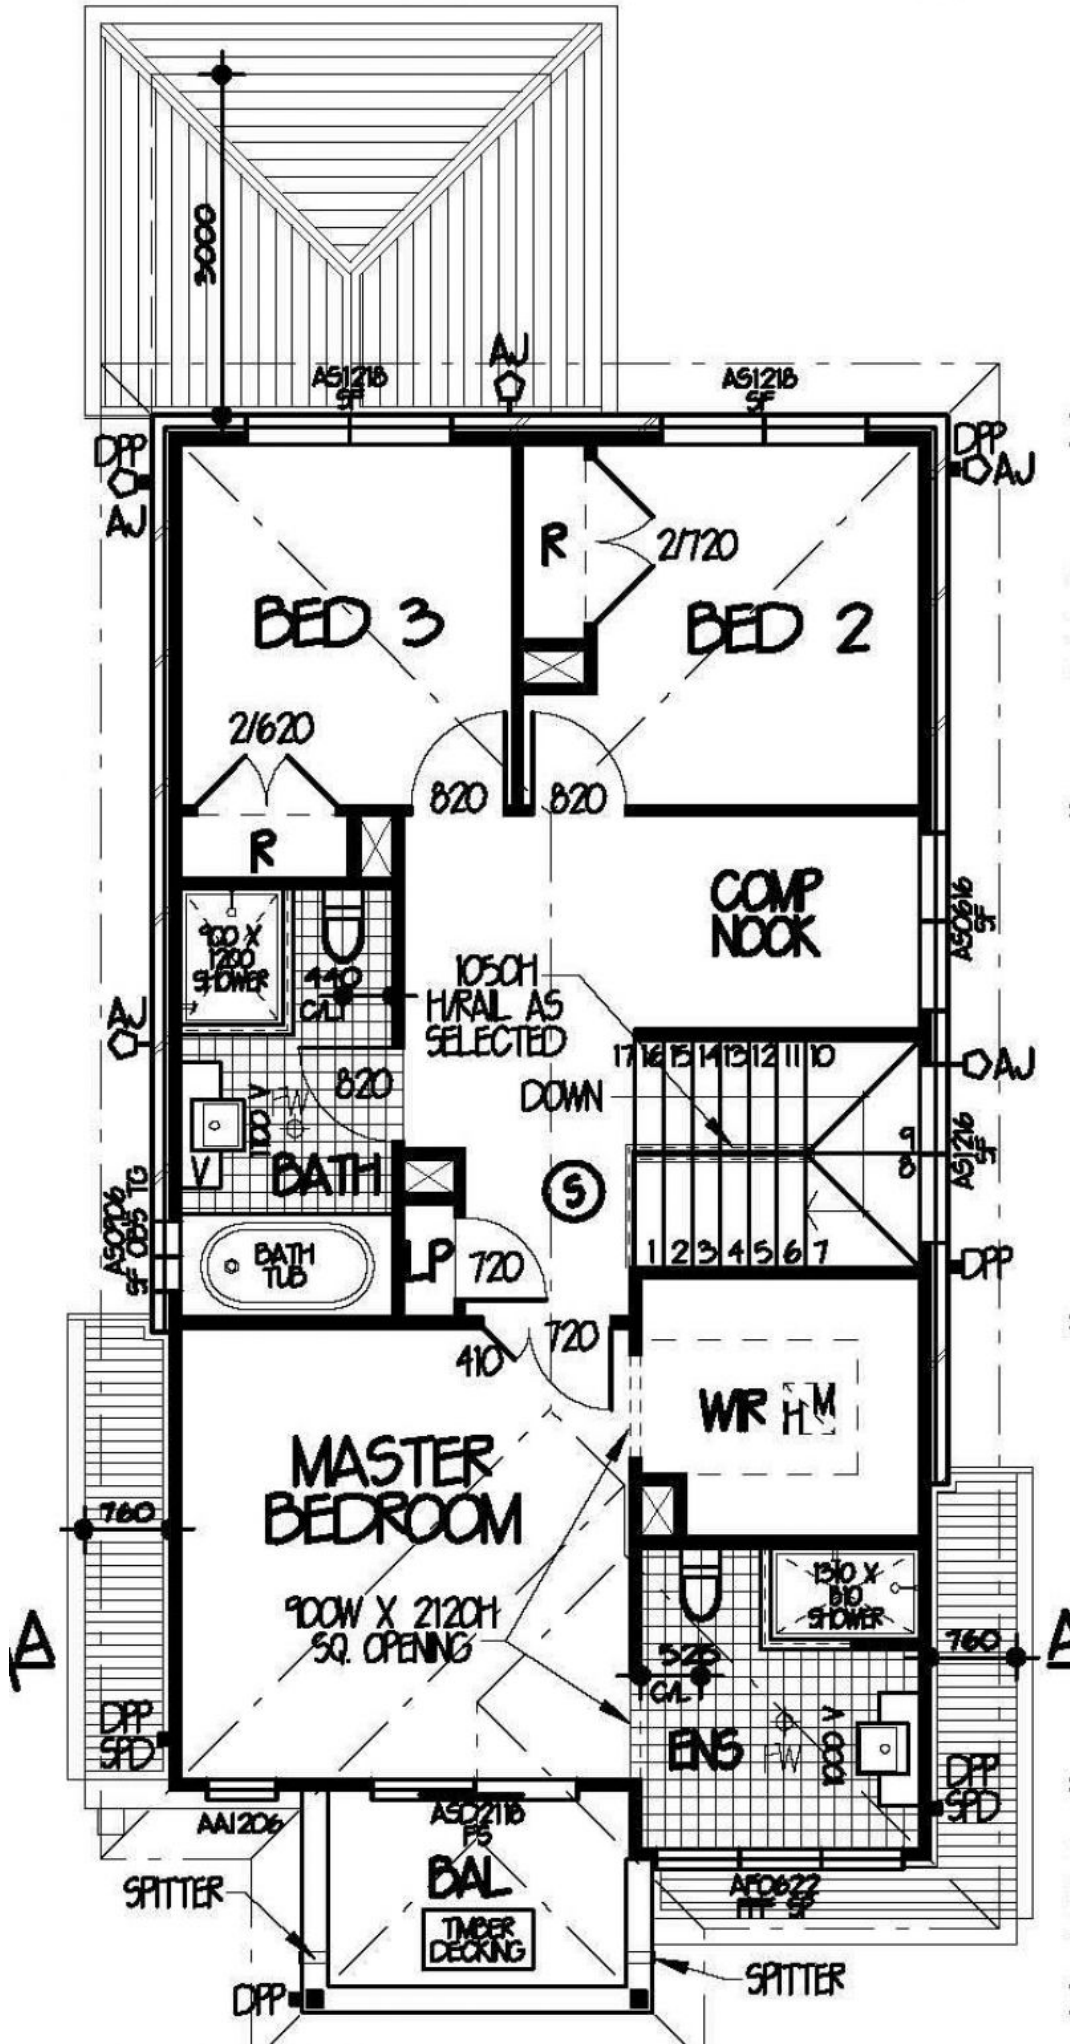 3000
AJ
AS1218
SF
AS1218
SF
DPP
AJ
DPP
AJ
R
2/720
BED 3
BED 2
2/620
820
820
R
COMP
NOOK
AS0616
SF
900 X
1200
SHOWER
440
C/L
1050H
H/RAIL AS
SELECTED
AJ
17 16 15 14 13 12 11 10
AJ
820
DOWN
FW
1100 V
9
8
AS1216
SF
BATH
V
S
AS0906
SF OBS TG
BATH
TUB
LP
720
1 2 3 4 5 6 7
DPP
410
720
WIR
HM
MASTER
BEDROOM
760
900W X 2120H
SQ. OPENING
1310 X
810
SHOWER
A
760
A
525
C/L
DPP
SPD
ENS
FW
1000 V
DPP
SPD
AA1206
ASD2118
FS
BAL
AF0622
FFF SF
SPITTER
TIMBER
DECKING
SPITTER
DPP